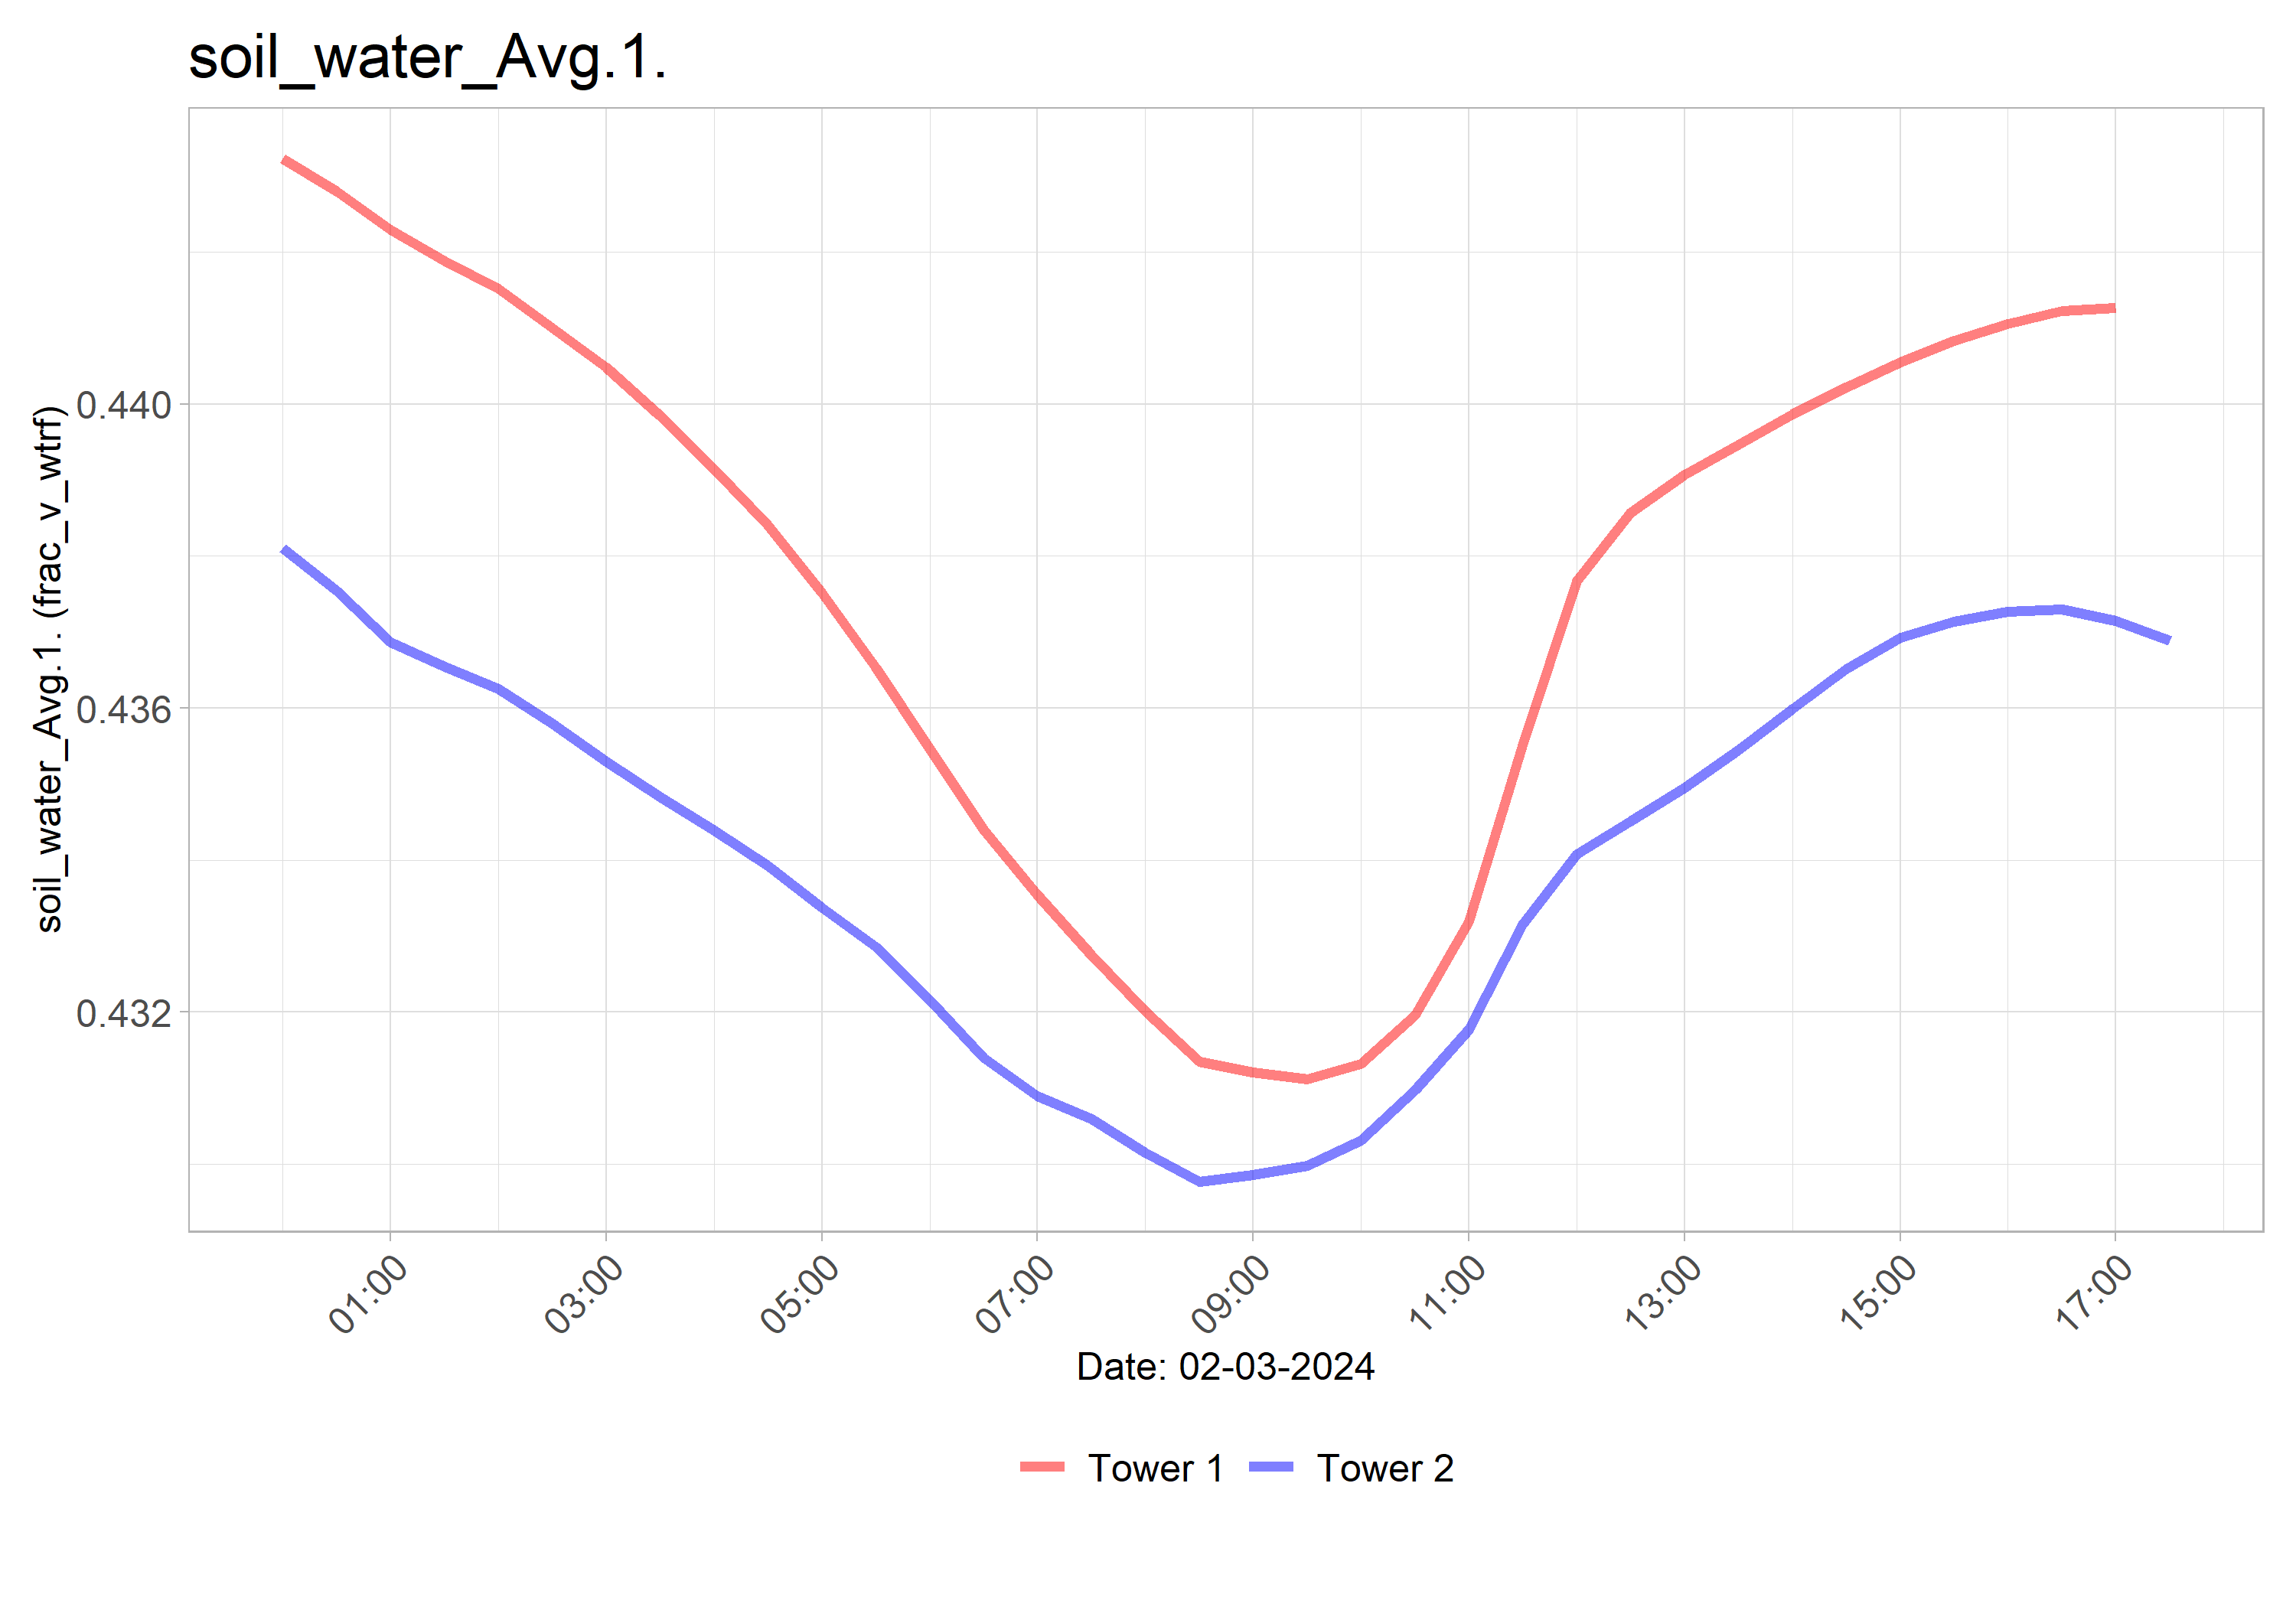 soil_water_Avg.1.
soil_water_Avg.1. (frac_v_wtrf)
0.440
0.436
0.432
01:00
03:00
05:00
07:00
09:00
11:00
13:00
15:00
17:00
Date: 02-03-2024
Tower 1
Tower 2